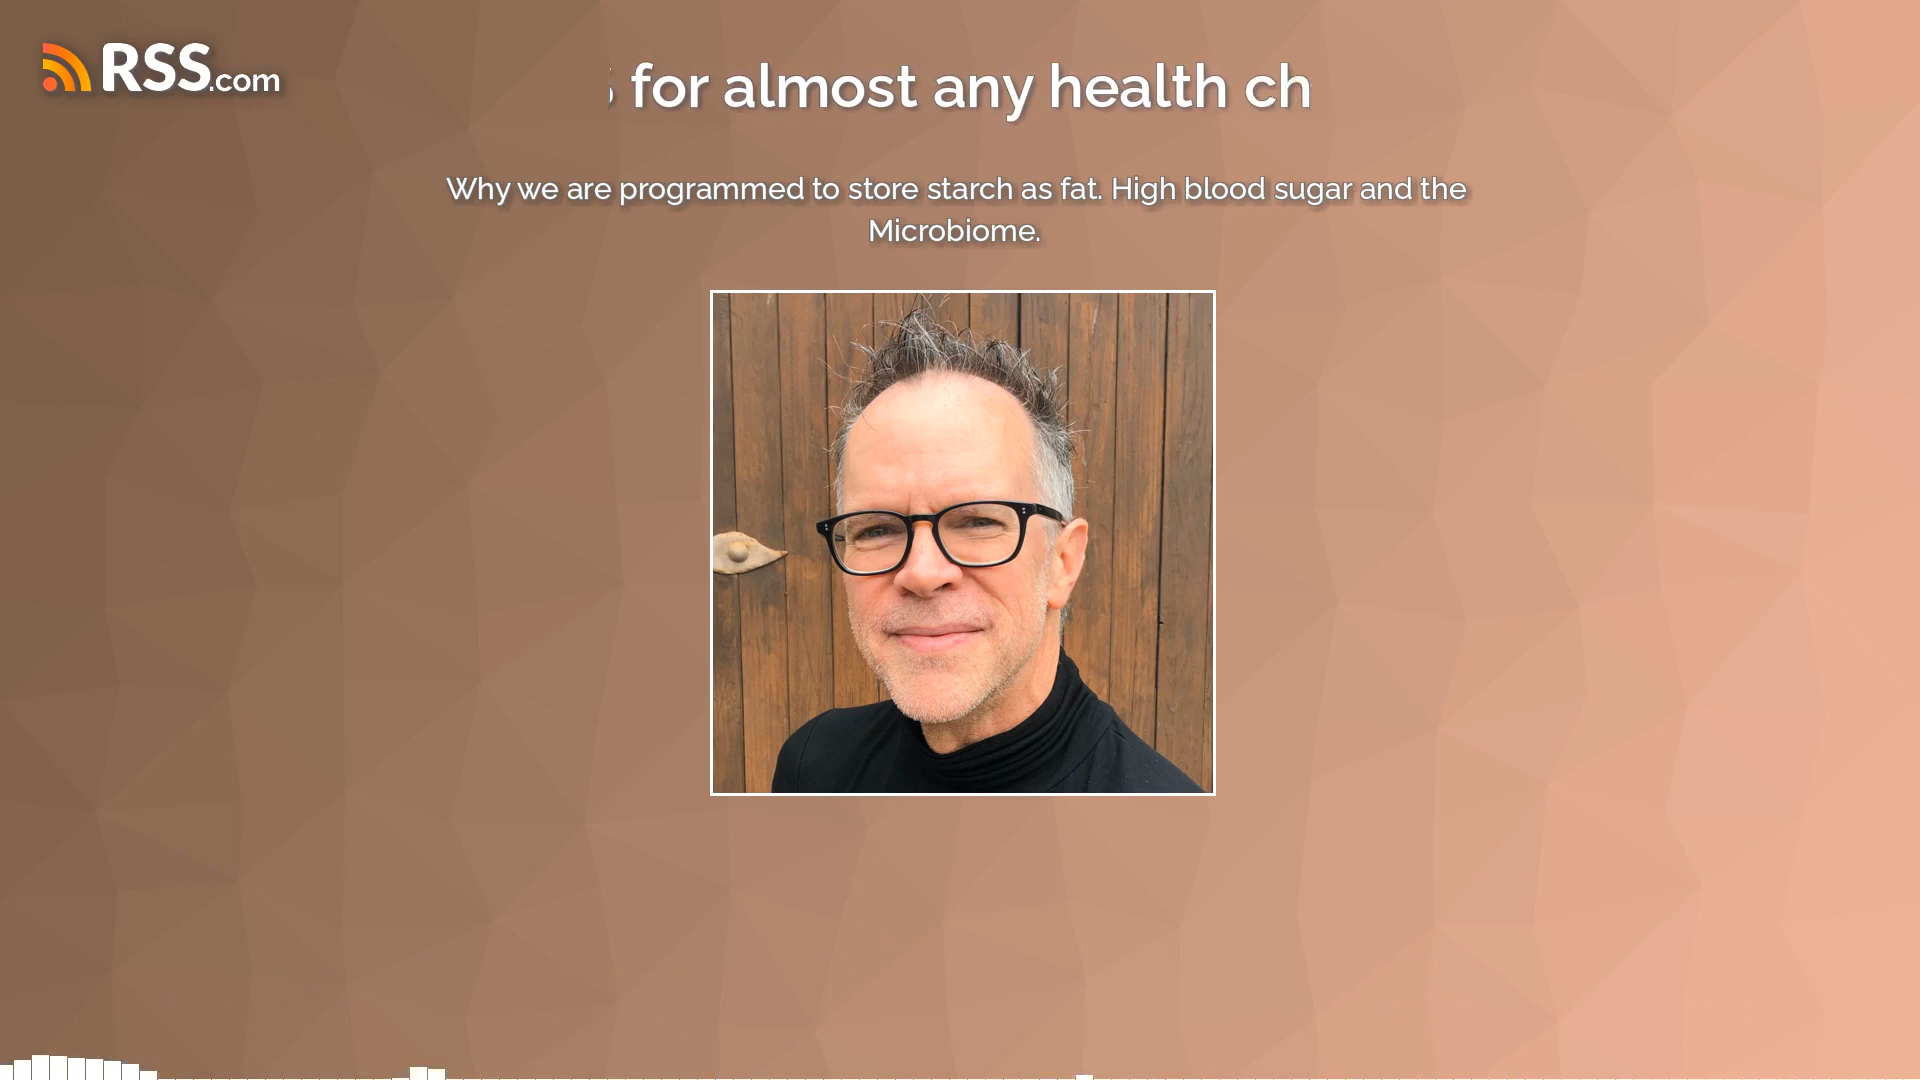 RSS.com
for almost any health ch
Why we are programmed to store starch as fat. High blood sugar and the
Microbiome.